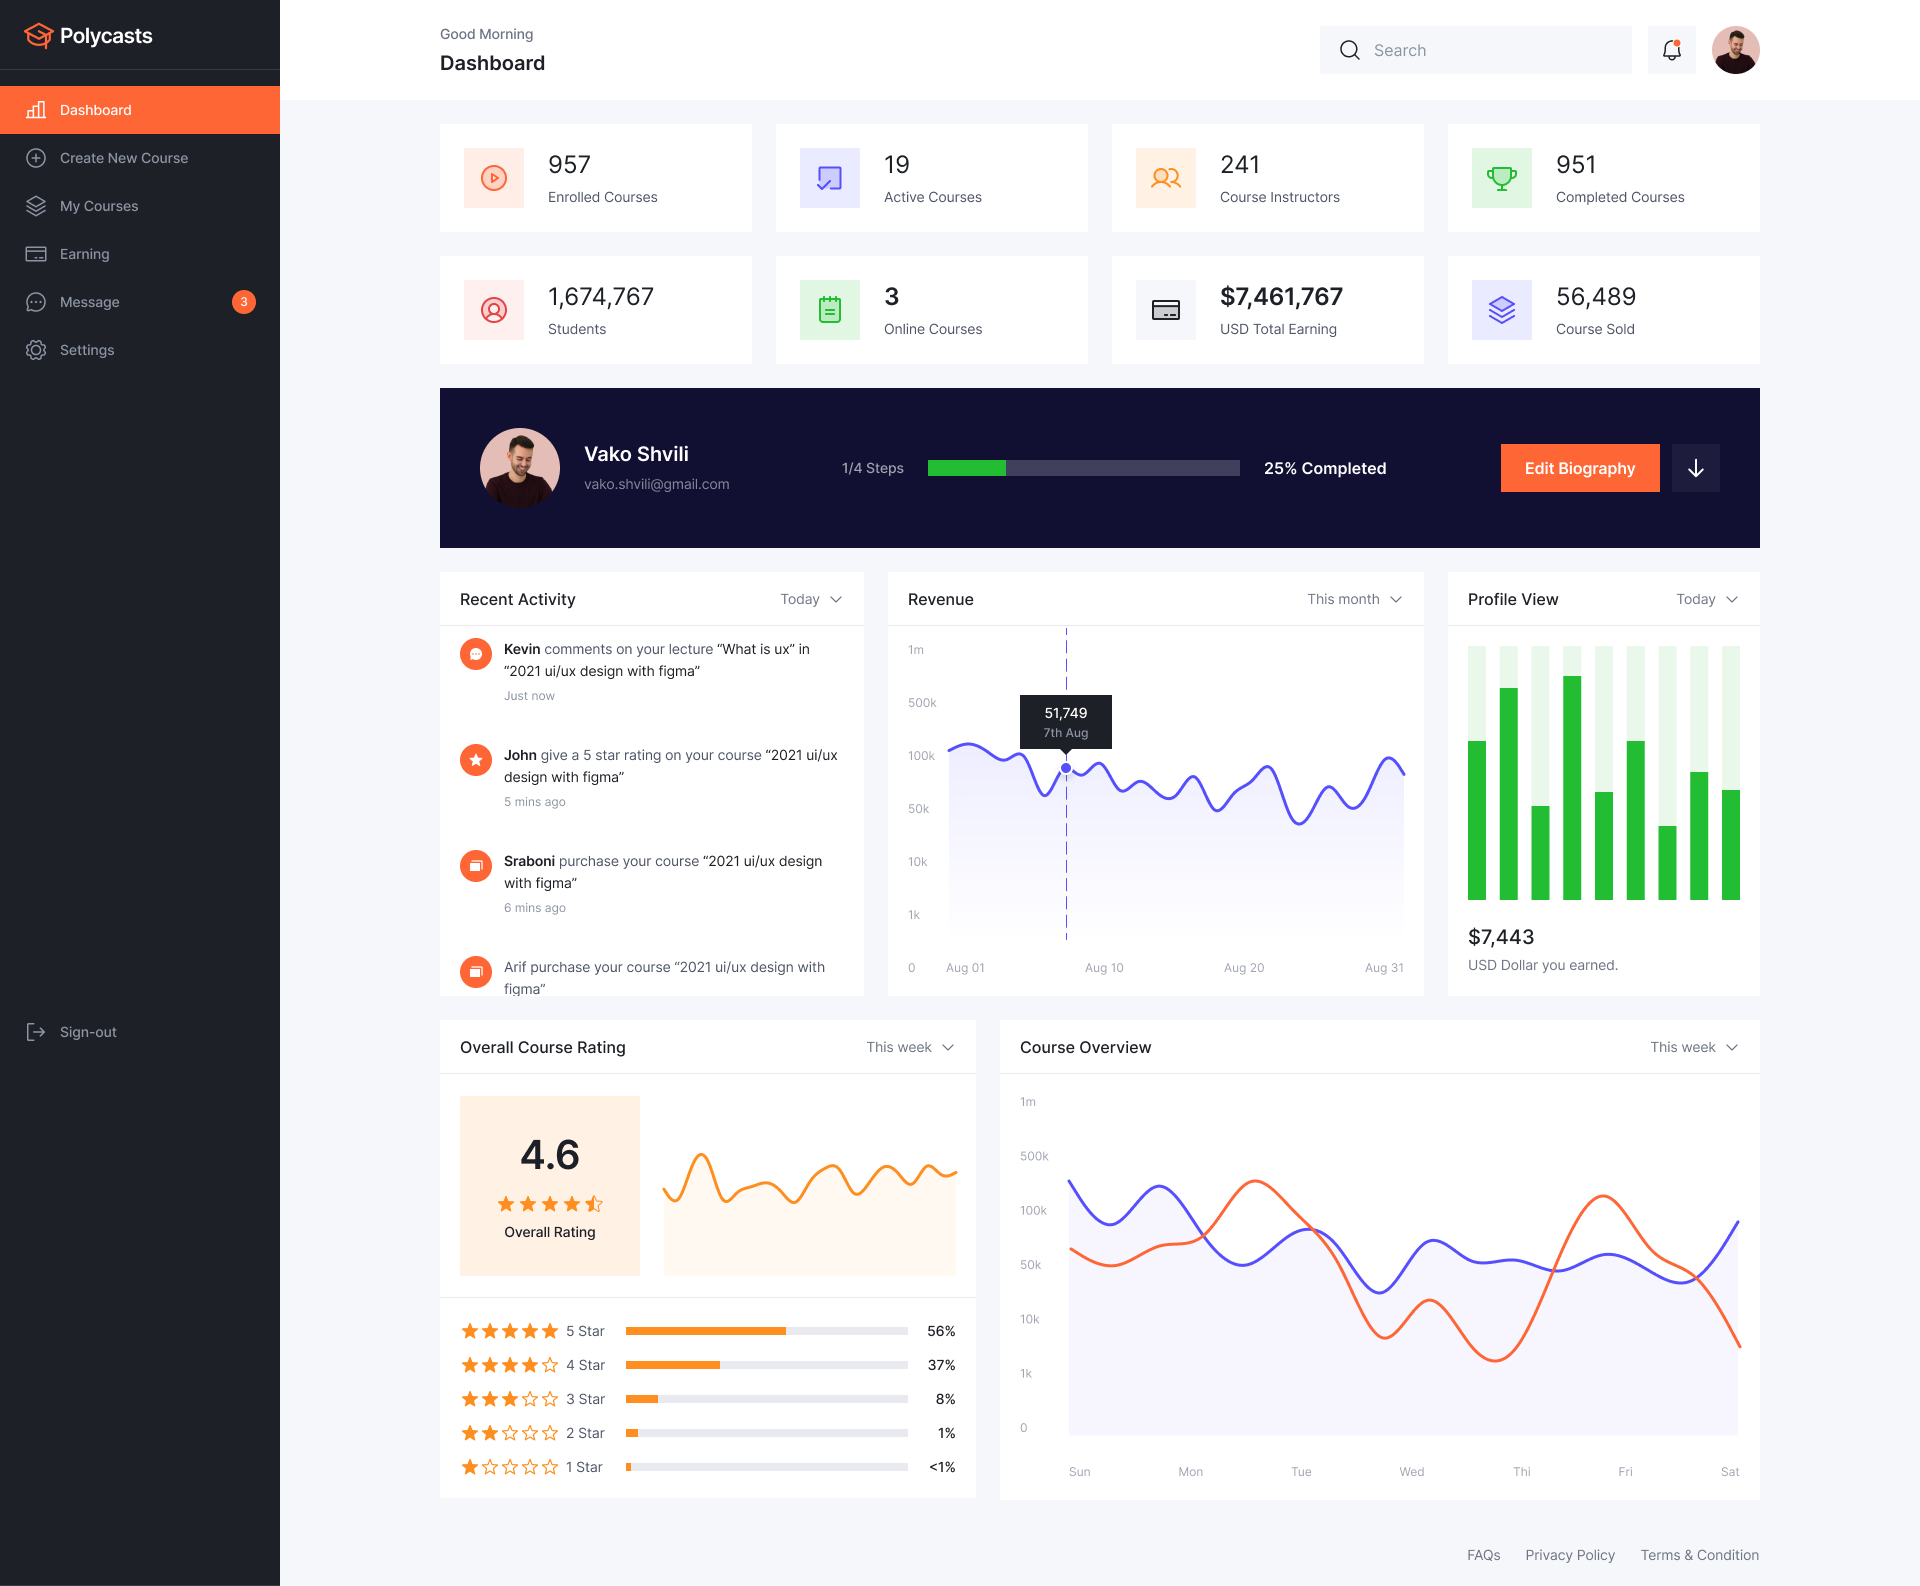 Polycasts
Dashboard
Create New Course
My Courses
Earning
Message
3
Settings
Sign-out
Good Morning
Dashboard
Search
957
Enrolled Courses
19
Active Courses
241
Course Instructors
951
Completed Courses
1,674,767
Students
3
Online Courses
$7,461,767
USD Total Earning
56,489
Course Sold
Vako Shvili
vako.shvili@gmail.com
1/4 Steps
25% Completed
Edit Biography
Recent Activity
Today
Kevin comments on your lecture “What is ux” in
“2021 ui/ux design with figma”
Just now
John give a 5 star rating on your course “2021 ui/ux
design with figma”
5 mins ago
Sraboni purchase your course “2021 ui/ux design
with figma”
6 mins ago
Arif purchase your course “2021 ui/ux design with
figma”
Revenue
This month
1m
500k
100k
50k
10k
1k
0
51,749
7th Aug
Aug 01
Aug 10
Aug 20
Aug 31
Profile View
Today
$7,443
USD Dollar you earned.
Overall Course Rating
This week
4.6
Overall Rating
5 Star
56%
4 Star
37%
3 Star
8%
2 Star
1%
1 Star
<1%
Course Overview
This week
1m
500k
100k
50k
10k
1k
0
Sun
Mon
Tue
Wed
Thi
Fri
Sat
FAQs
Privacy Policy
Terms & Condition